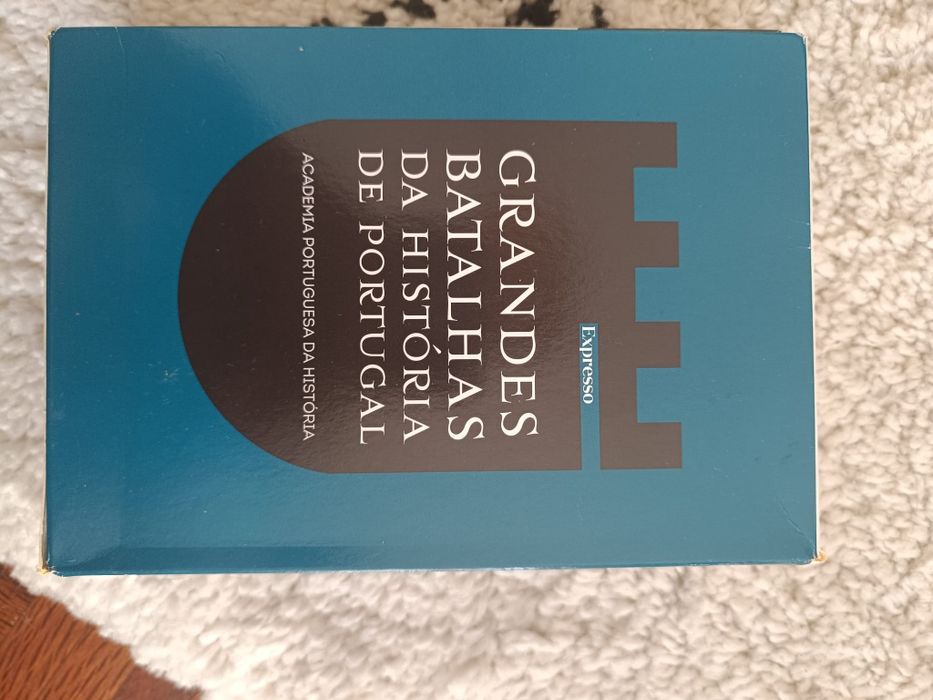 Expresso
GRANDES
BATALHAS
DA HISTÓRIA
DE PORTUGAL
ACADEMIA PORTUGUESA DA HISTÓRIA